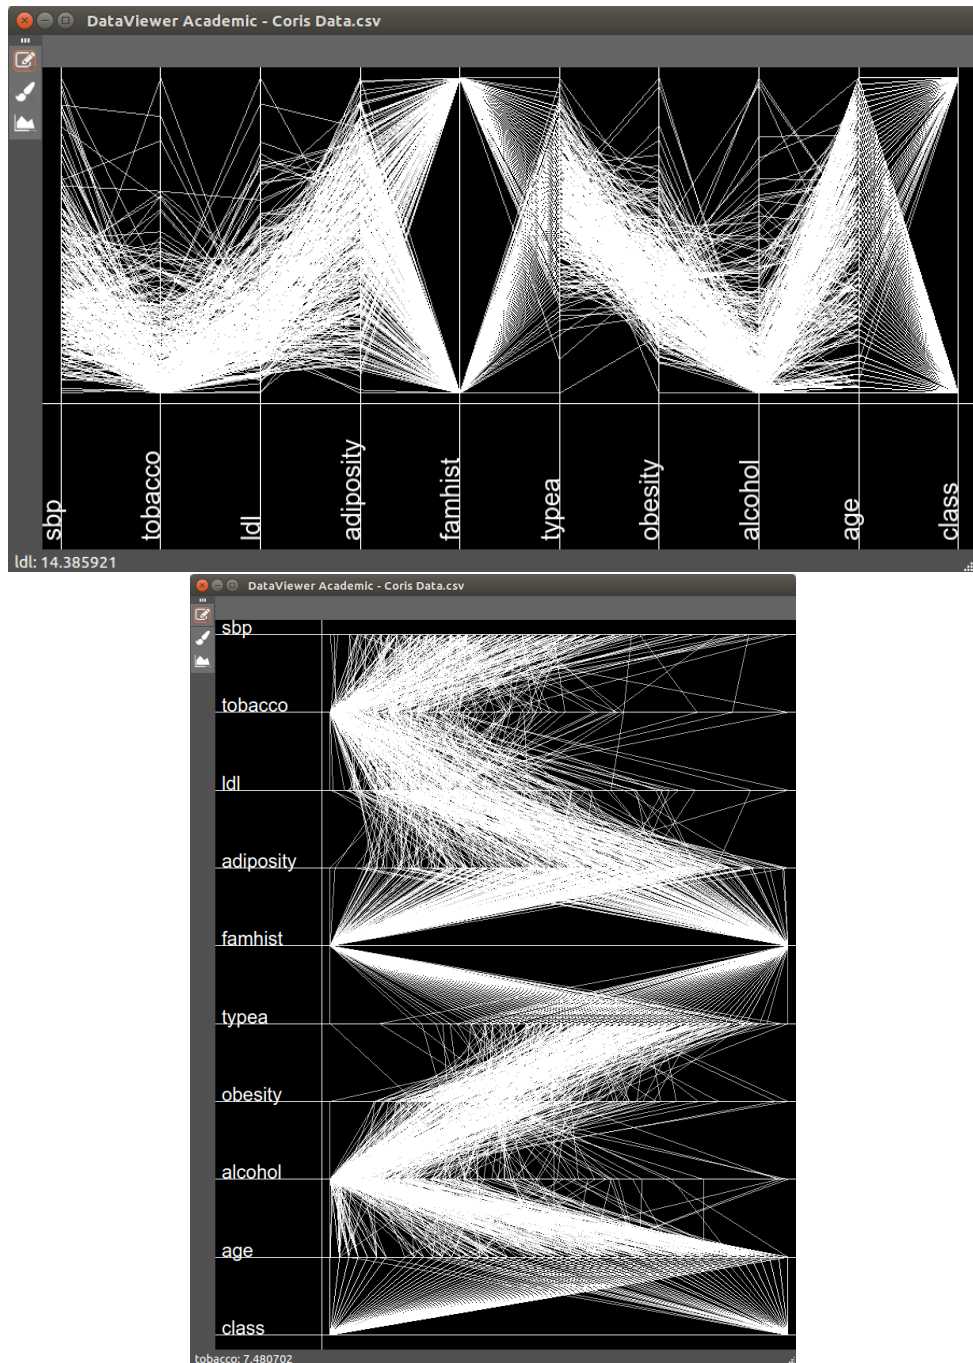 DataViewer Academic - Coris Data.csv
sbp
tobacco
ldl
adiposity
famhist
typea
obesity
alcohol
age
class
ldl: 14.385921
DataViewer Academic - Coris Data.csv
sbp
tobacco
ldl
adiposity
famhist
typea
obesity
alcohol
age
class
tobacco: 7.480702